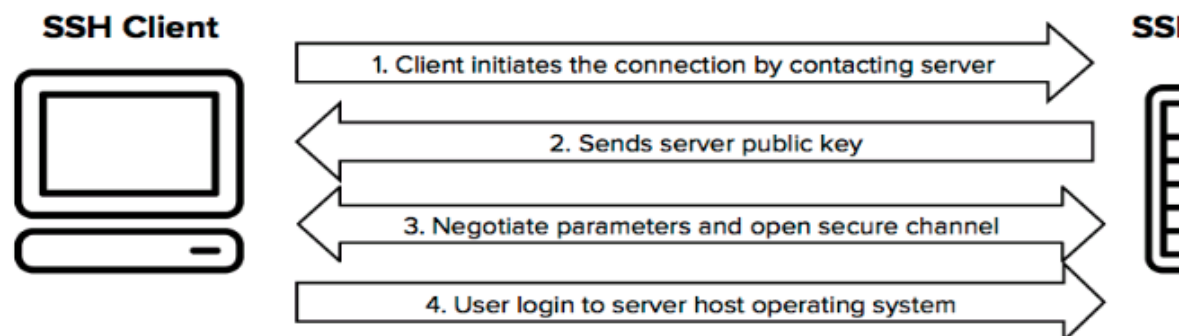 SSH Client
1. Client initiates the connection by contacting server
2. Sends server public key
3. Negotiate parameters and open secure channel
4. User login to server host operating system